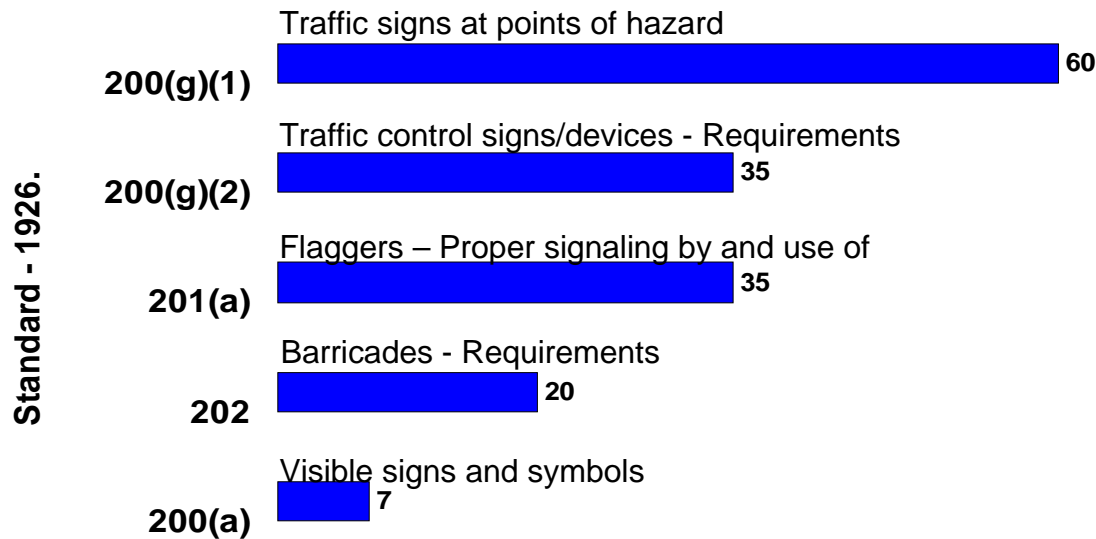 Standard - 1926.
Traffic signs at points of hazard
200(g)(1) 60
Traffic control signs/devices - Requirements
200(g)(2) 35
Flaggers – Proper signaling by and use of
201(a) 35
Barricades - Requirements
202 20
Visible signs and symbols
200(a) 7